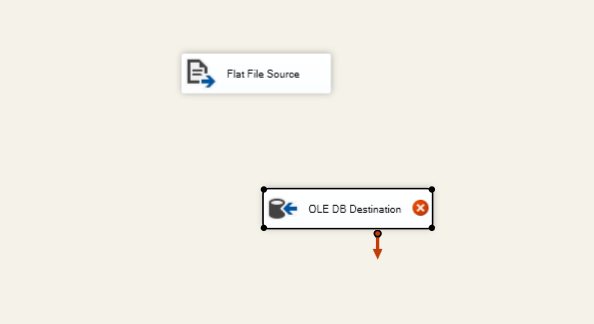 Flat File Source
OLE DB Destination